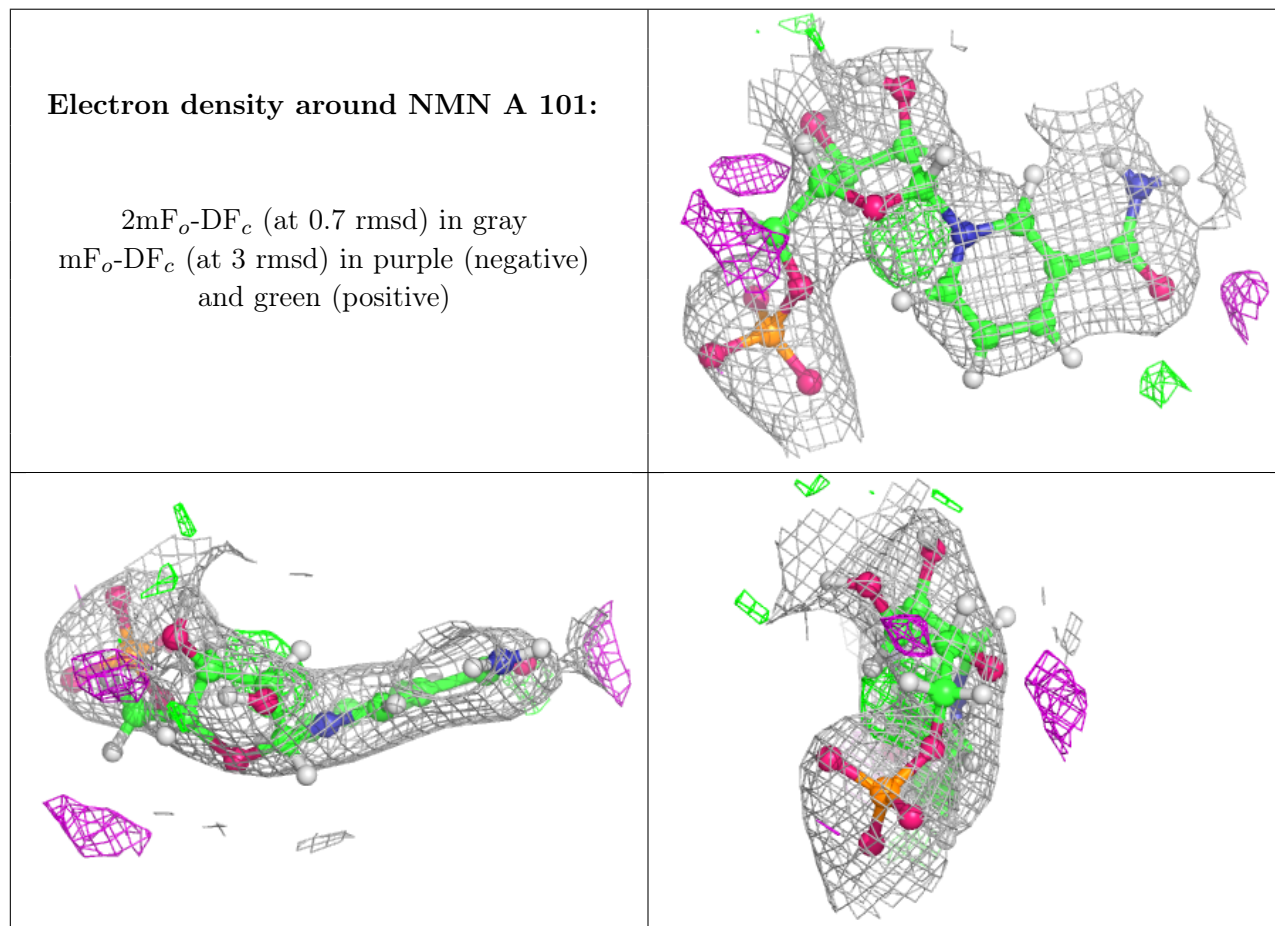 Electron density around NMN A 101:
2mFo-DFc (at 0.7 rmsd) in gray
mFo-DFc (at 3 rmsd) in purple (negative)
and green (positive)